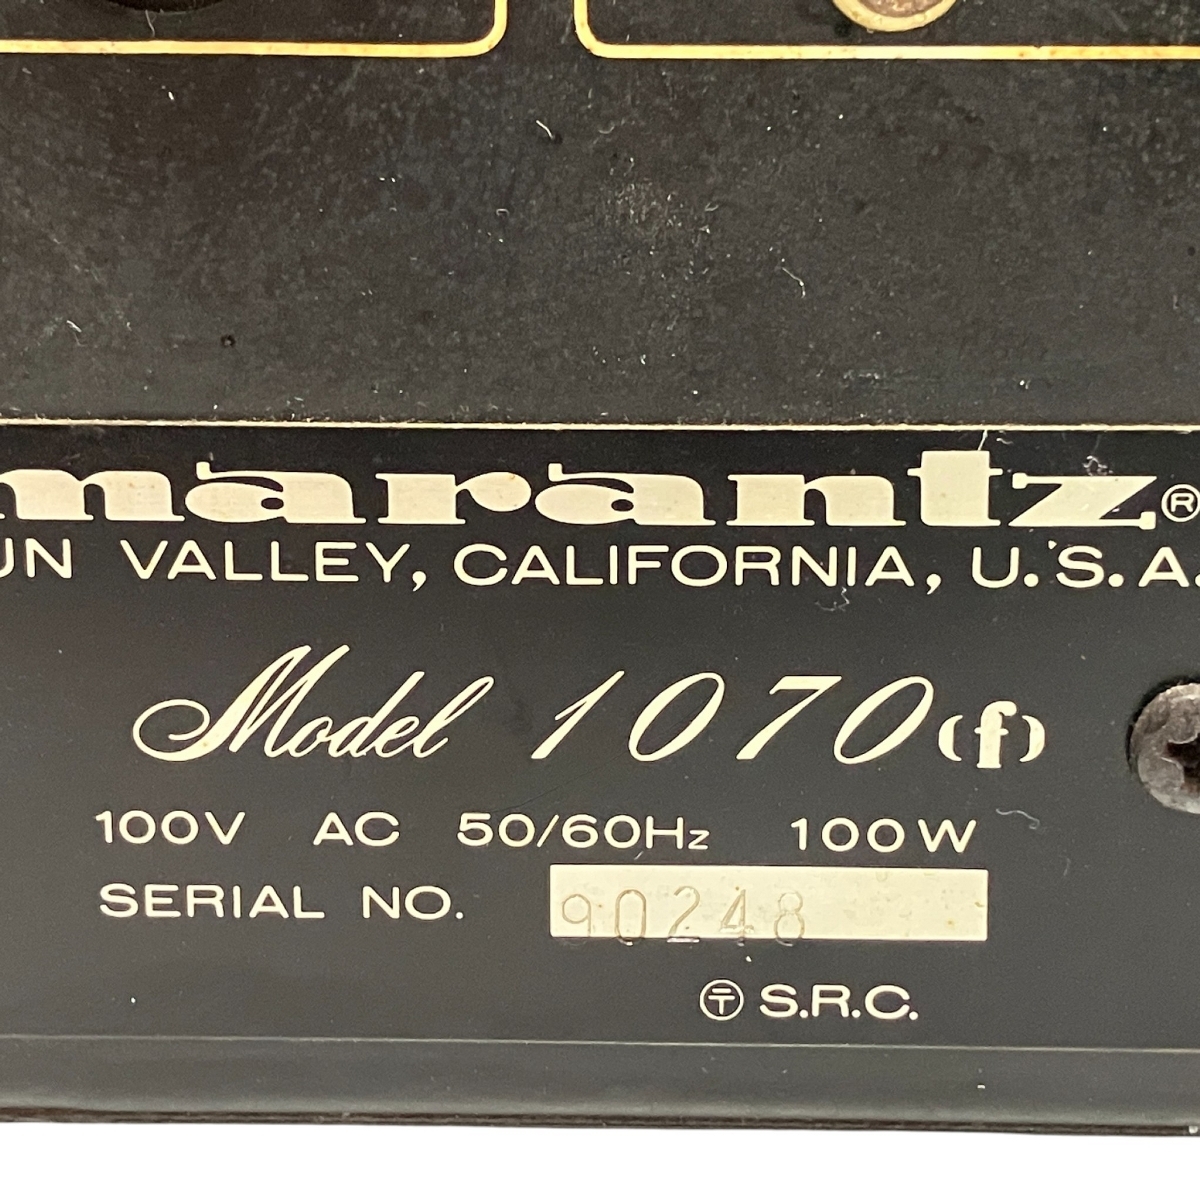 marantz®
UN VALLEY, CALIFORNIA, U.S.A.
Model 1070(f)
100V AC 50/60Hz 100W
SERIAL NO. 90248
〶 S.R.C.